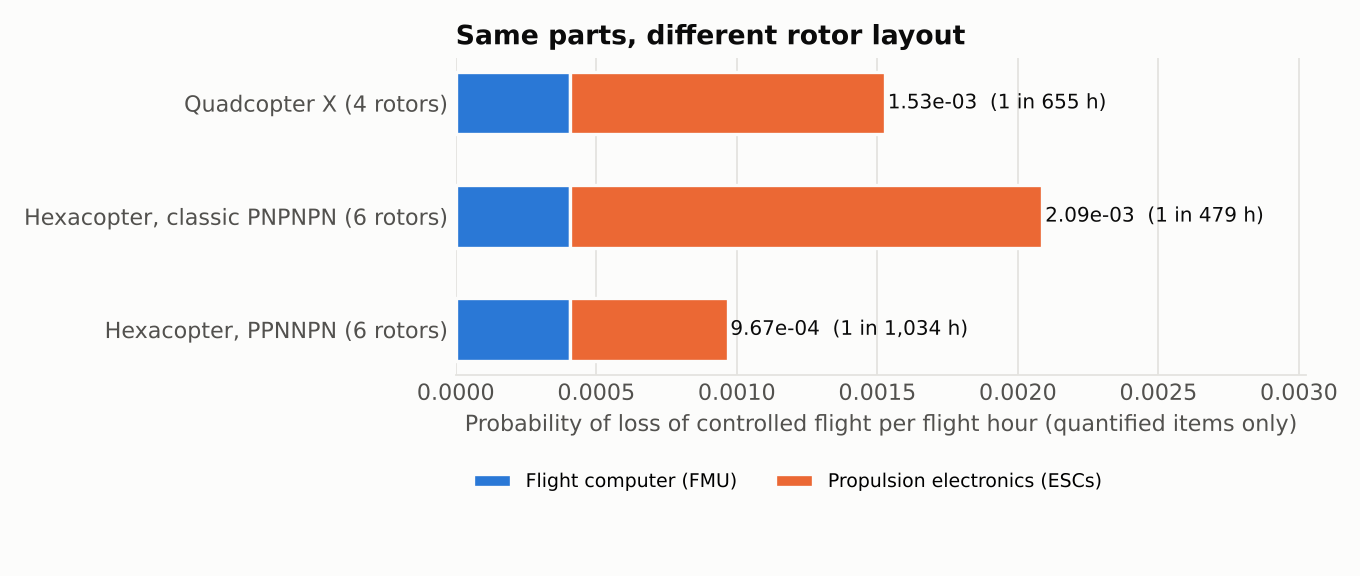 Same parts, different rotor layout
Quadcopter X (4 rotors)
1.53e-03  (1 in 655 h)
Hexacopter, classic PNPNPN (6 rotors)
2.09e-03  (1 in 479 h)
Hexacopter, PPNNPN (6 rotors)
9.67e-04  (1 in 1,034 h)
0.0000 0.0005 0.0010 0.0015 0.0020 0.0025 0.0030
Probability of loss of controlled flight per flight hour (quantified items only)
Flight computer (FMU) Propulsion electronics (ESCs)